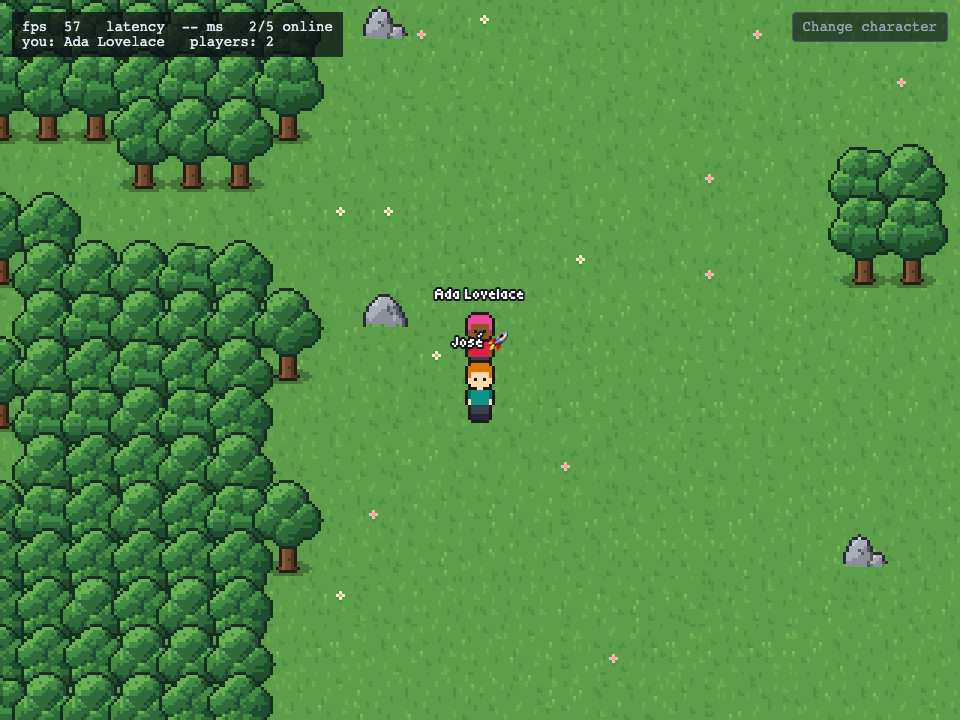 fps 57 latency -- ms 2/5 online
you: Ada Lovelace players: 2
Change character
Ada Lovelace
José